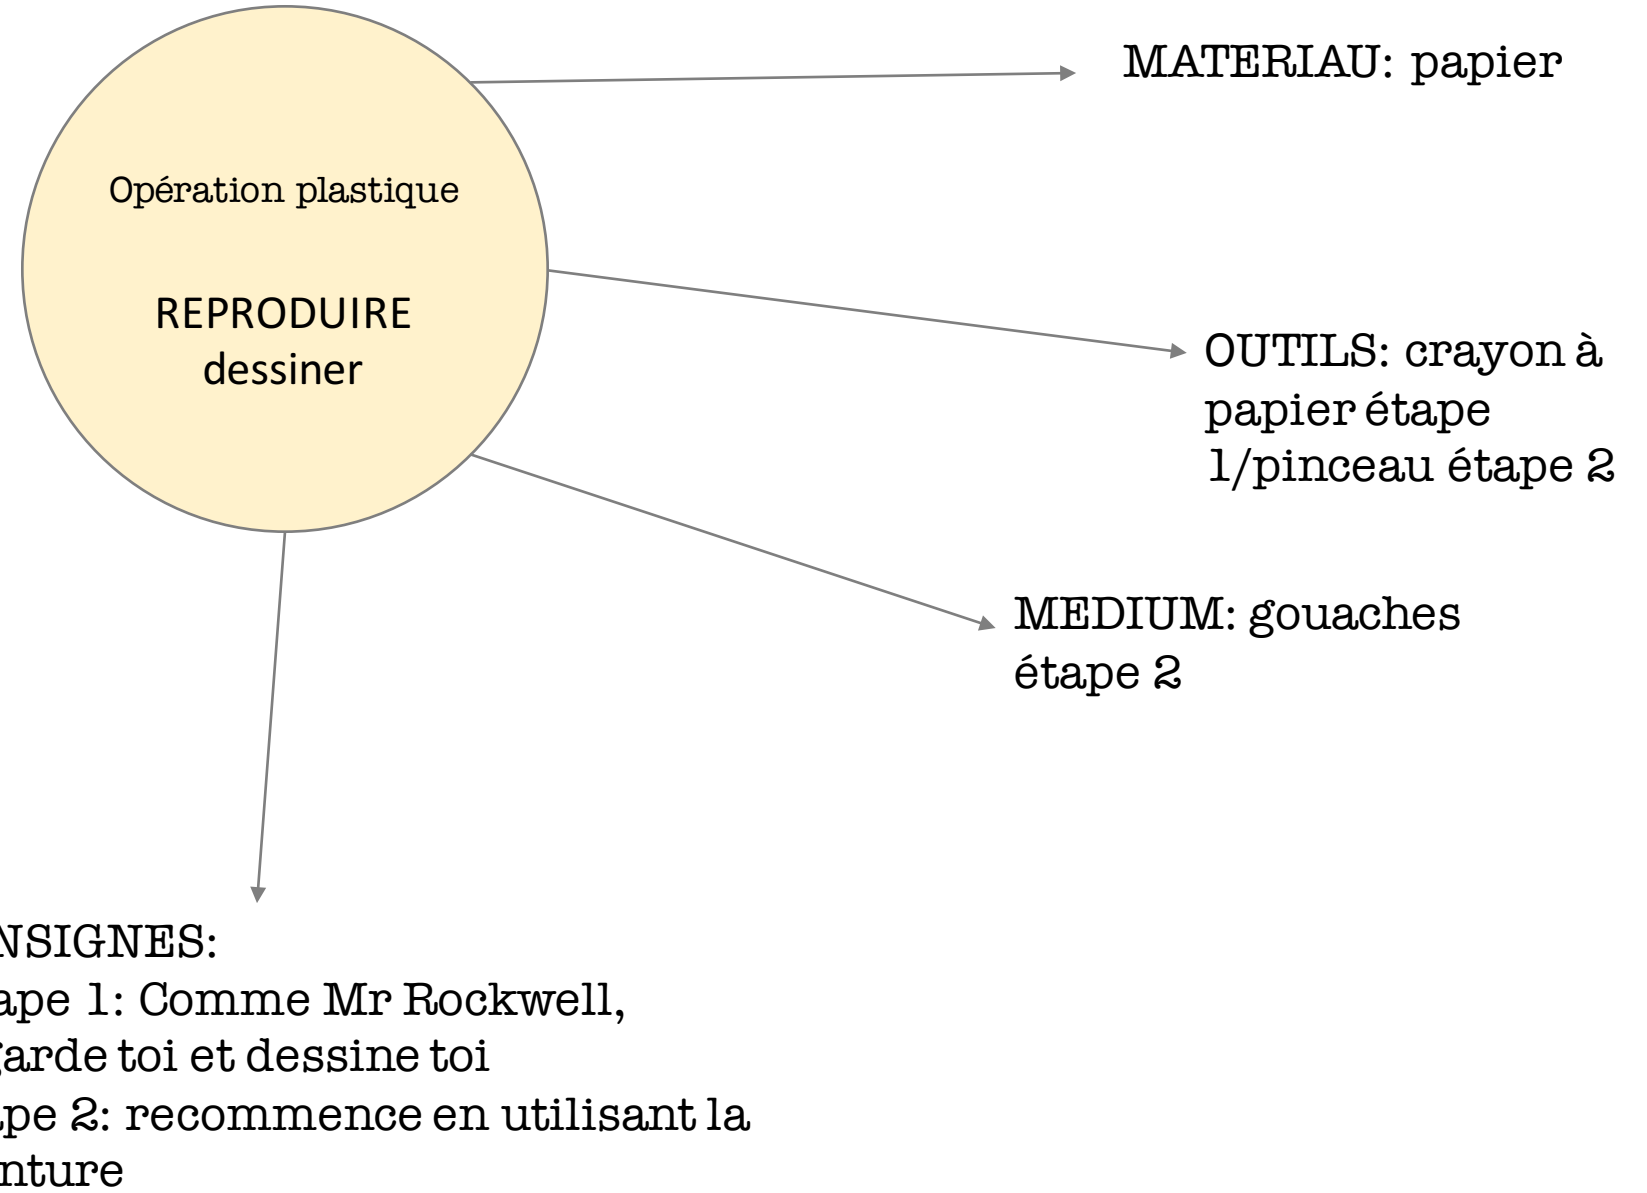 Opération plastique
REPRODUIRE
dessiner
MATERIAU: papier
OUTILS: crayon à
papier étape
1/pinceau étape 2
MEDIUM: gouaches
étape 2
NSIGNES:
ape 1: Comme Mr Rockwell,
garde toi et dessine toi
ape 2: recommence en utilisant la
nture